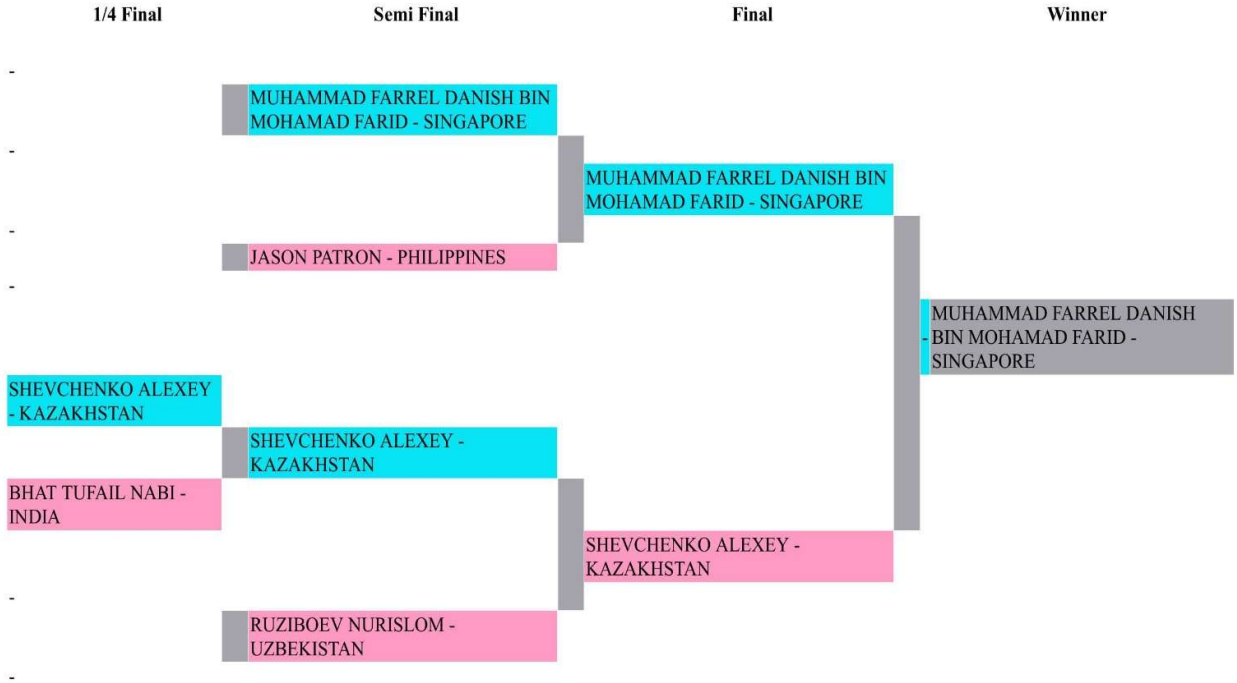 1/4 Final
Semi Final
Final
Winner
-
MUHAMMAD FARREL DANISH BIN
MOHAMAD FARID - SINGAPORE
-
MUHAMMAD FARREL DANISH BIN
MOHAMAD FARID - SINGAPORE
-
JASON PATRON - PHILIPPINES
-
-
MUHAMMAD FARREL DANISH
BIN MOHAMAD FARID -
SINGAPORE
SHEVCHENKO ALEXEY
- KAZAKHSTAN
SHEVCHENKO ALEXEY -
KAZAKHSTAN
BHAT TUFAIL NABI -
INDIA
SHEVCHENKO ALEXEY -
KAZAKHSTAN
-
RUZIBOEV NURISLOM -
UZBEKISTAN
-